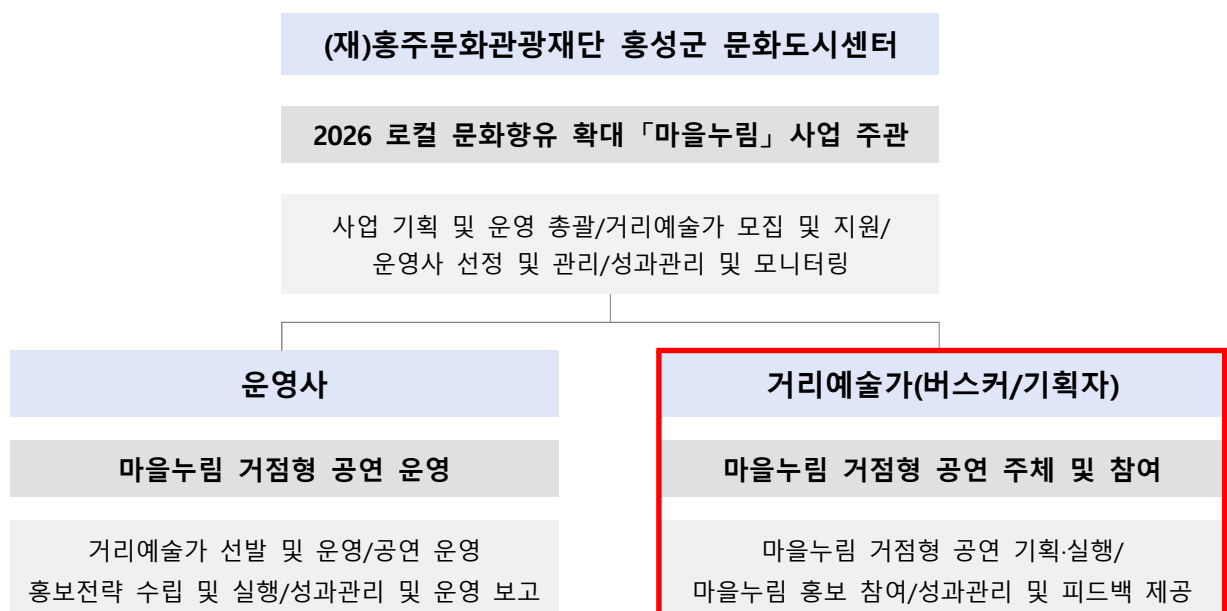 (재)홍주문화관광재단 홍성군 문화도시센터
2026 로컬 문화향유 확대「마을누림」사업 주관
사업 기획 및 운영 총괄/거리예술가 모집 및 지원/
운영사 선정 및 관리/성과관리 및 모니터링
운영사
마을누림 거점형 공연 운영
거리예술가 선발 및 운영/공연 운영
홍보전략 수립 및 실행/성과관리 및 운영 보고
거리예술가(버스커/기획자)
마을누림 거점형 공연 주체 및 참여
마을누림 거점형 공연 기획·실행/
마을누림 홍보 참여/성과관리 및 피드백 제공